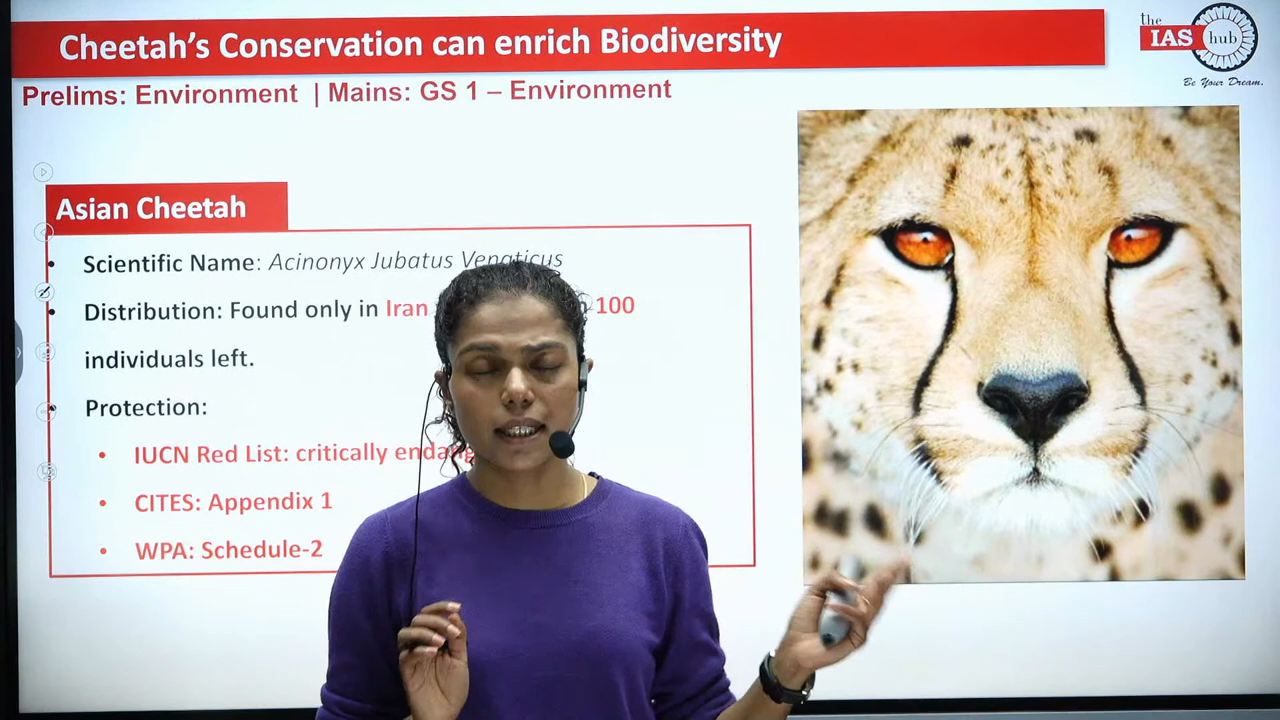 Cheetah's Conservation can enrich Biodiversity
the
IAS hub
Be Your Dream.
Prelims: Environment | Mains: GS 1 – Environment
Asian Cheetah
• Scientific Name: Acinonyx Jubatus Venaticus
• Distribution: Found only in Iran 100
individuals left.
• Protection:
• IUCN Red List: critically
• CITES: Appendix 1
• WPA: Schedule-2